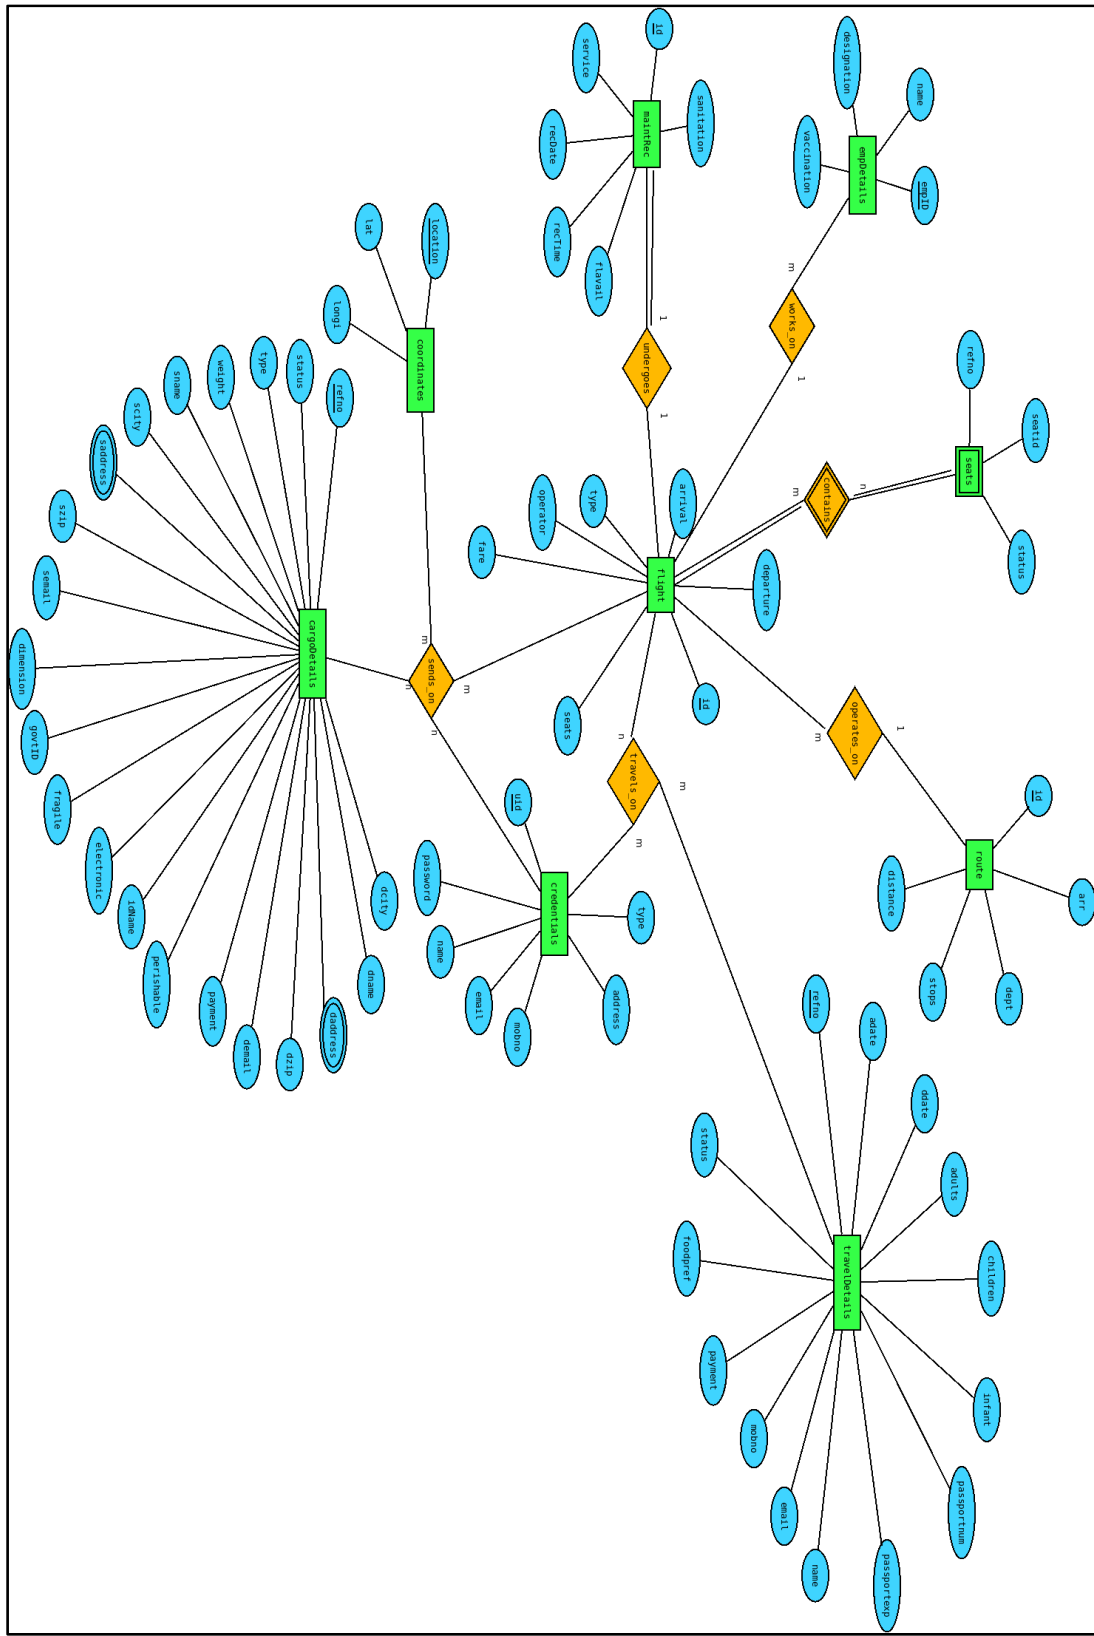 id
service
maintRec
sanitation
recDate
recTime
flavail
designation
name
empDetails
vaccination
empID
m
works_on
1
1
undergoes
1
refno
seatid
seats
status
n
contains
m
lat
location
longi
coordinates
arrival
type
operator
fare
flight
departure
seats
id
m
operates_on
1
id
arr
route
distance
stops
dept
refno
status
type
weight
sname
scity
saddress
szip
semail
dimension
govtID
fragile
electronic
idName
perishable
payment
demail
dzip
daddress
dname
dcity
cargoDetails
m
sends_on
m
n
n
n
travels_on
m
m
uid
password
name
email
mobno
credentials
type
address
refno
adate
ddate
adults
children
infant
passportnum
passportexp
name
email
mobno
payment
foodpref
status
travelDetails